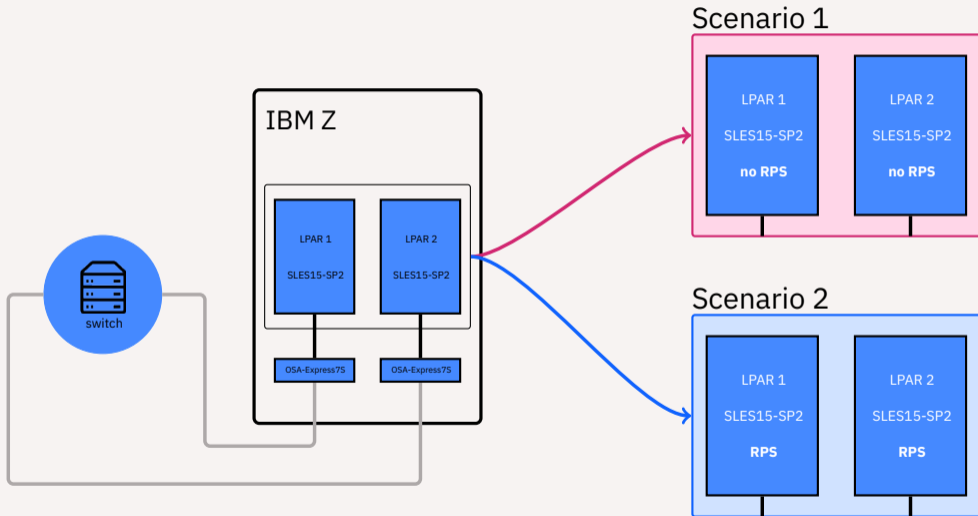 Scenario 1
LPAR 1
SLES15-SP2
no RPS
LPAR 2
SLES15-SP2
no RPS
IBM Z
LPAR 1
SLES15-SP2
LPAR 2
SLES15-SP2
OSA-Express7S
OSA-Express7S
switch
Scenario 2
LPAR 1
SLES15-SP2
RPS
LPAR 2
SLES15-SP2
RPS